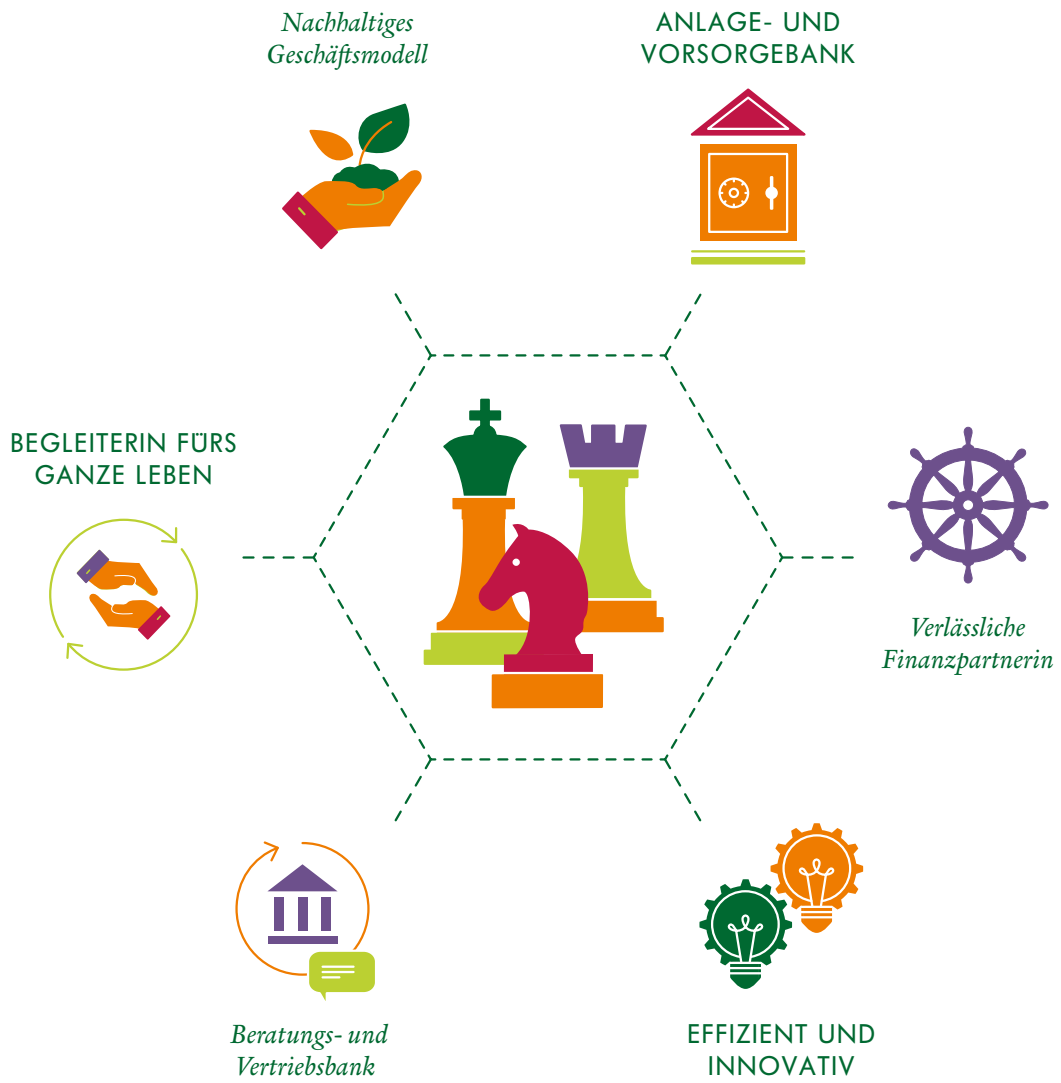 Nachhaltiges
Geschäftsmodell
ANLAGE- UND
VORSORGEBANK
BEGLEITERIN FÜRS
GANZE LEBEN
Verlässliche
Finanzpartnerin
Beratungs- und
Vertriebsbank
EFFIZIENT UND
INNOVATIV